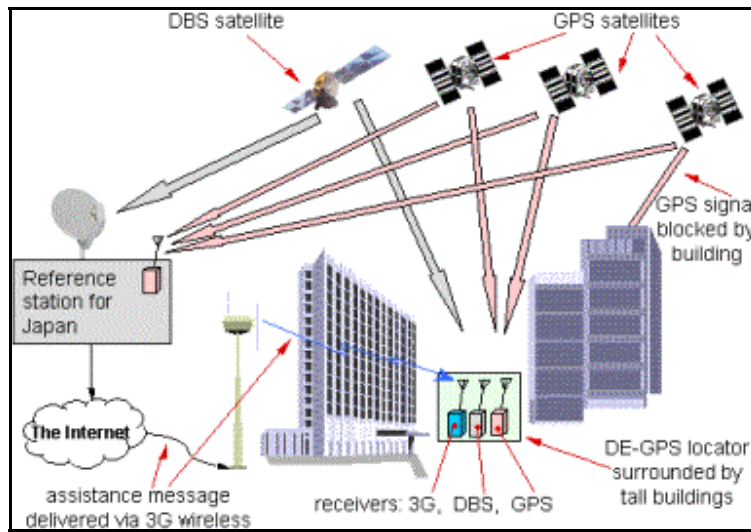 DBS satellite
GPS satellites
GPS signal
blocked by
building
Reference
station for
Japan
The Internet
DE-GPS locator
surrounded by
tall buildings
assistance message
delivered via 3G wireless
receivers: 3G, DBS, GPS